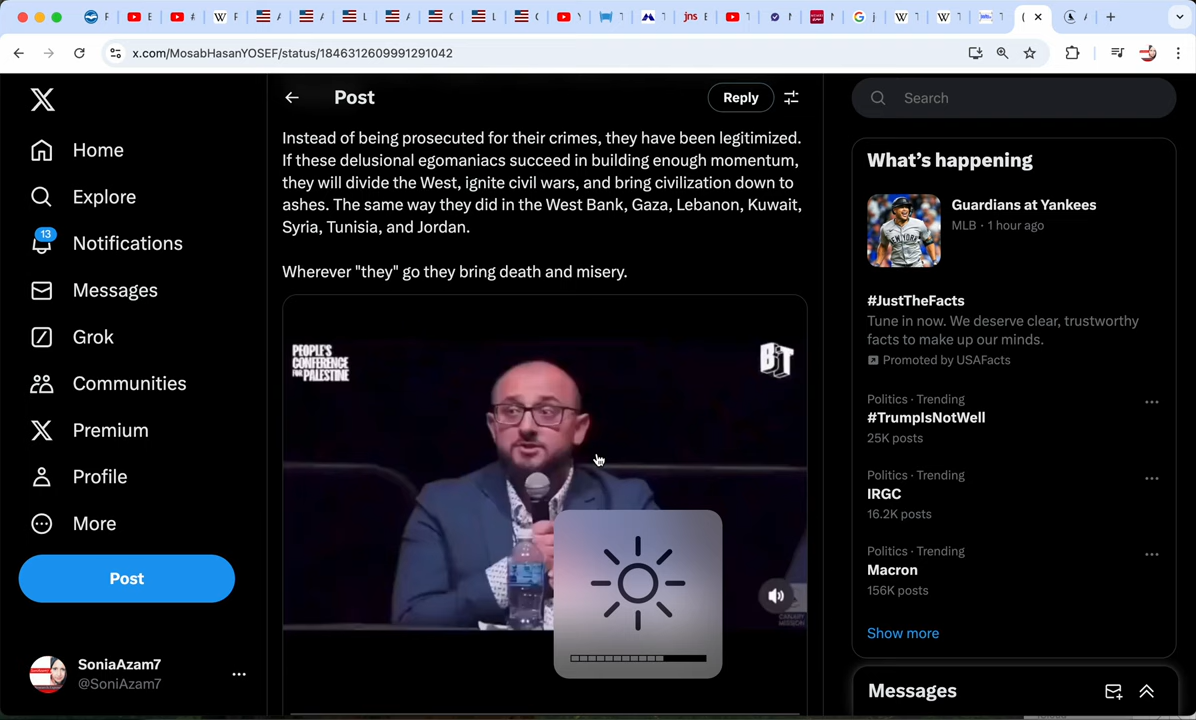 x.com/MosabHasanYOSEF/status/1846312609991291042
jns
Home
Explore
13
Notifications
Messages
Grok
Communities
Premium
Profile
More
Post
SoniaAzam7
@SoniAzam7
Post
Reply
Instead of being prosecuted for their crimes, they have been legitimized.
If these delusional egomaniacs succeed in building enough momentum,
they will divide the West, ignite civil wars, and bring civilization down to
ashes. The same way they did in the West Bank, Gaza, Lebanon, Kuwait,
Syria, Tunisia, and Jordan.
Wherever "they" go they bring death and misery.
PEOPLE'S
CONFERENCE
FOR PALESTINE
BT
CANARY
MISSION
Search
What's happening
Guardians at Yankees
MLB · 1 hour ago
#JustTheFacts
Tune in now. We deserve clear, trustworthy
facts to make up our minds.
Promoted by USAFacts
Politics · Trending
#TrumpIsNotWell
25K posts
Politics · Trending
IRGC
16.2K posts
Politics · Trending
Macron
156K posts
Show more
Messages